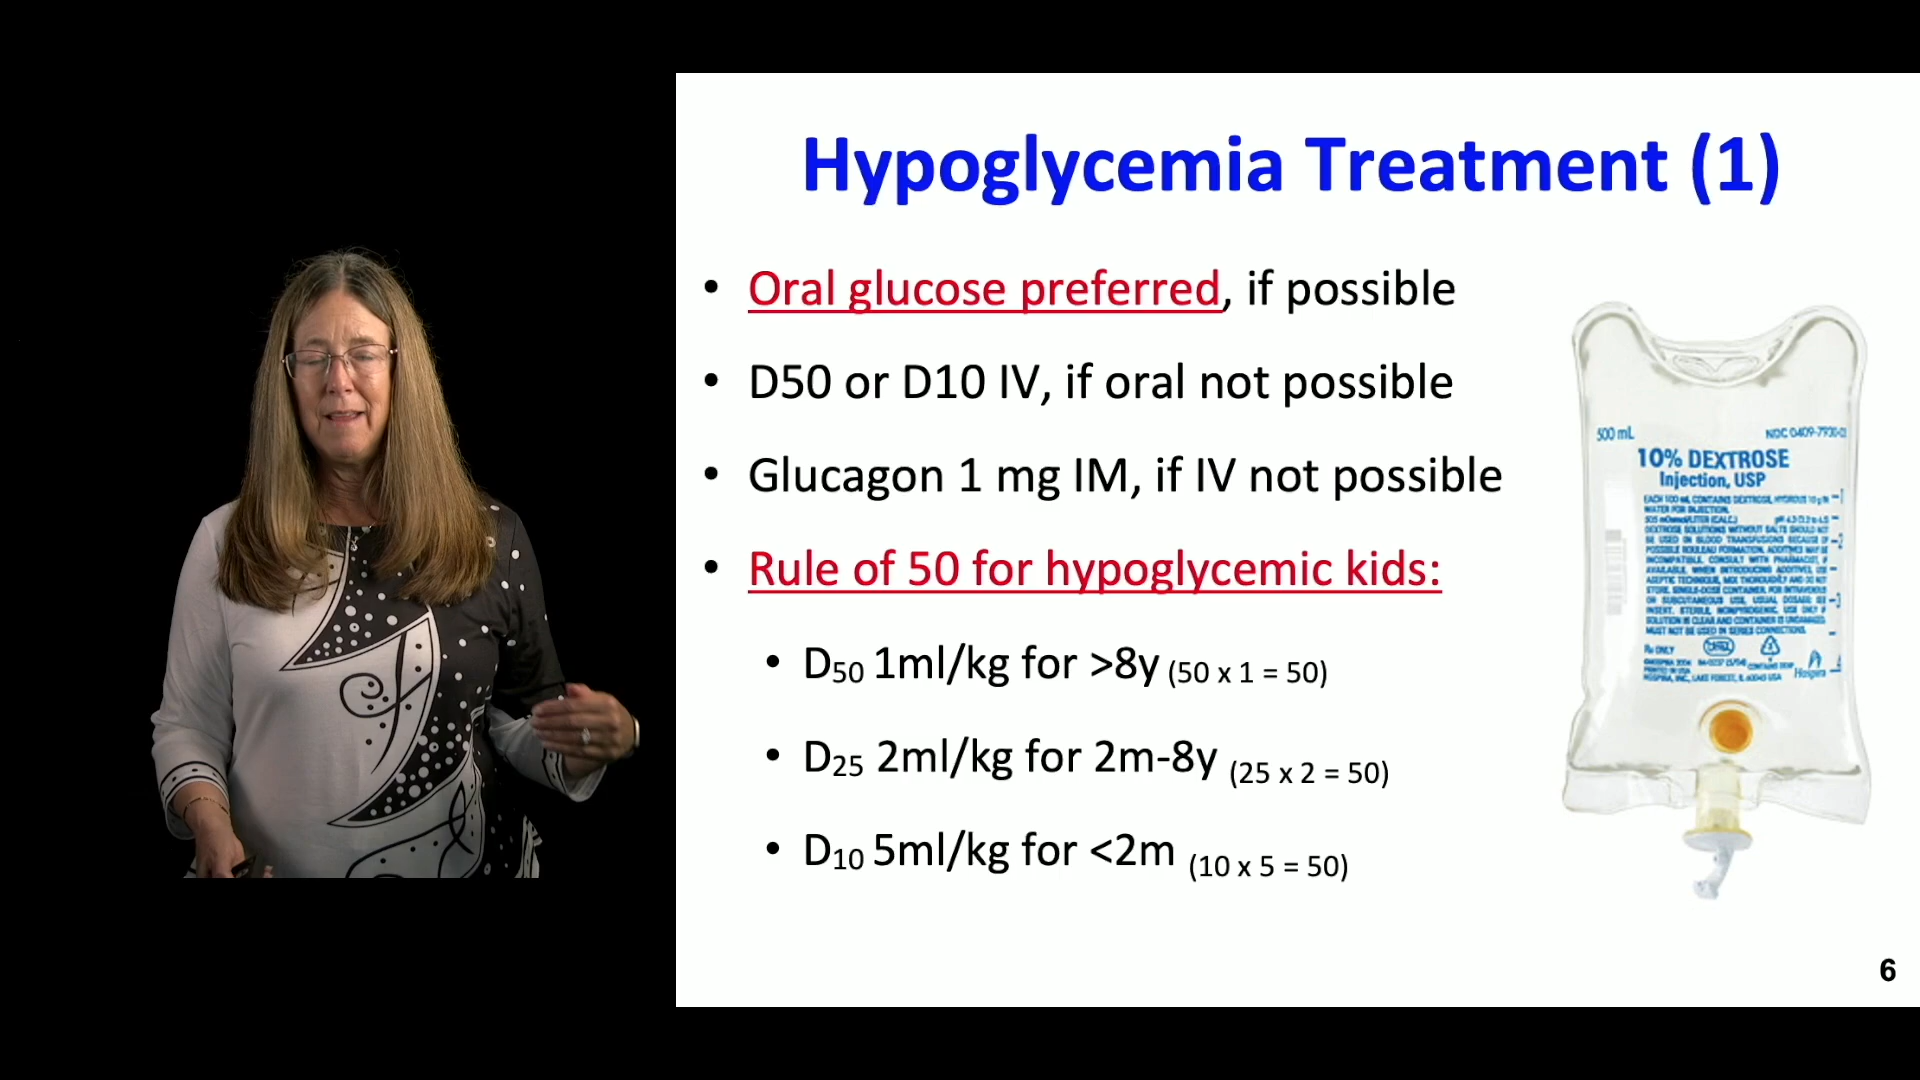 Hypoglycemia Treatment (1)
• Oral glucose preferred, if possible
• D50 or D10 IV, if oral not possible
• Glucagon 1 mg IM, if IV not possible
• Rule of 50 for hypoglycemic kids:
• D50 1ml/kg for >8y (50 x 1 = 50)
• D25 2ml/kg for 2m-8y (25 x 2 = 50)
• D10 5ml/kg for <2m (10 x 5 = 50)
500 mL
10% DEXTROSE
Injection, USP
Hospira
6